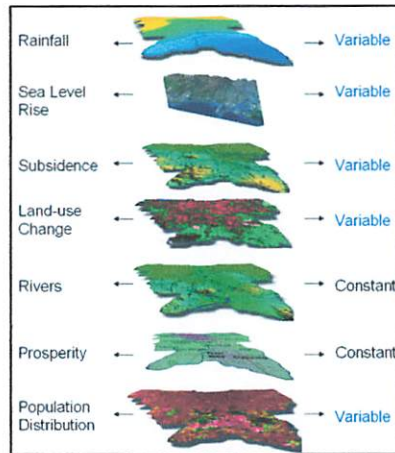 Rainfall Variable
Sea Level Variable
Rise
Subsidence Variable
Land-use Variable
Change
Rivers Constant
Prosperity Constant
Population
Distribution Variable